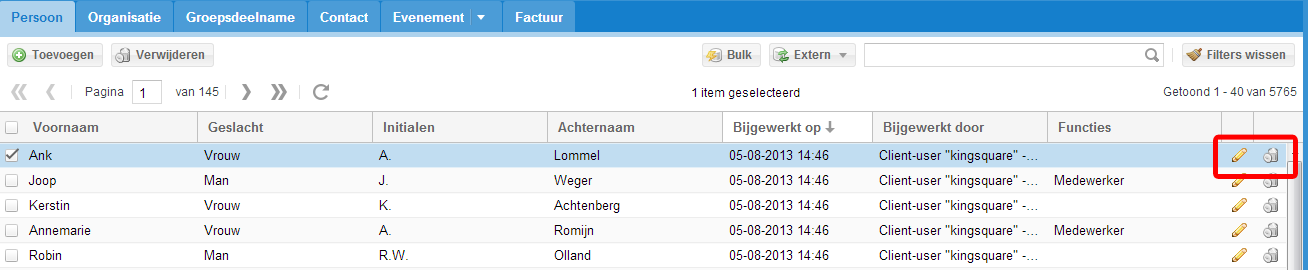 Persoon Organisatie Groepsdeelname Contact Evenement Factuur
Toevoegen Verwijderen Bulk Extern Filters wissen
Pagina 1 van 145 1 item geselecteerd Getoond 1 - 40 van 5765
Voornaam Geslacht Initialen Achternaam Bijgewerkt op Bijgewerkt door Functies
Ank Vrouw A. Lommel 05-08-2013 14:46 Client-user "kingsquare" -...
Joop Man J. Weger 05-08-2013 14:46 Client-user "kingsquare" -... Medewerker
Kerstin Vrouw K. Achtenberg 05-08-2013 14:46 Client-user "kingsquare" -...
Annemarie Vrouw A. Romijn 05-08-2013 14:46 Client-user "kingsquare" -... Medewerker
Robin Man R.W. Olland 05-08-2013 14:46 Client-user "kingsquare" -...